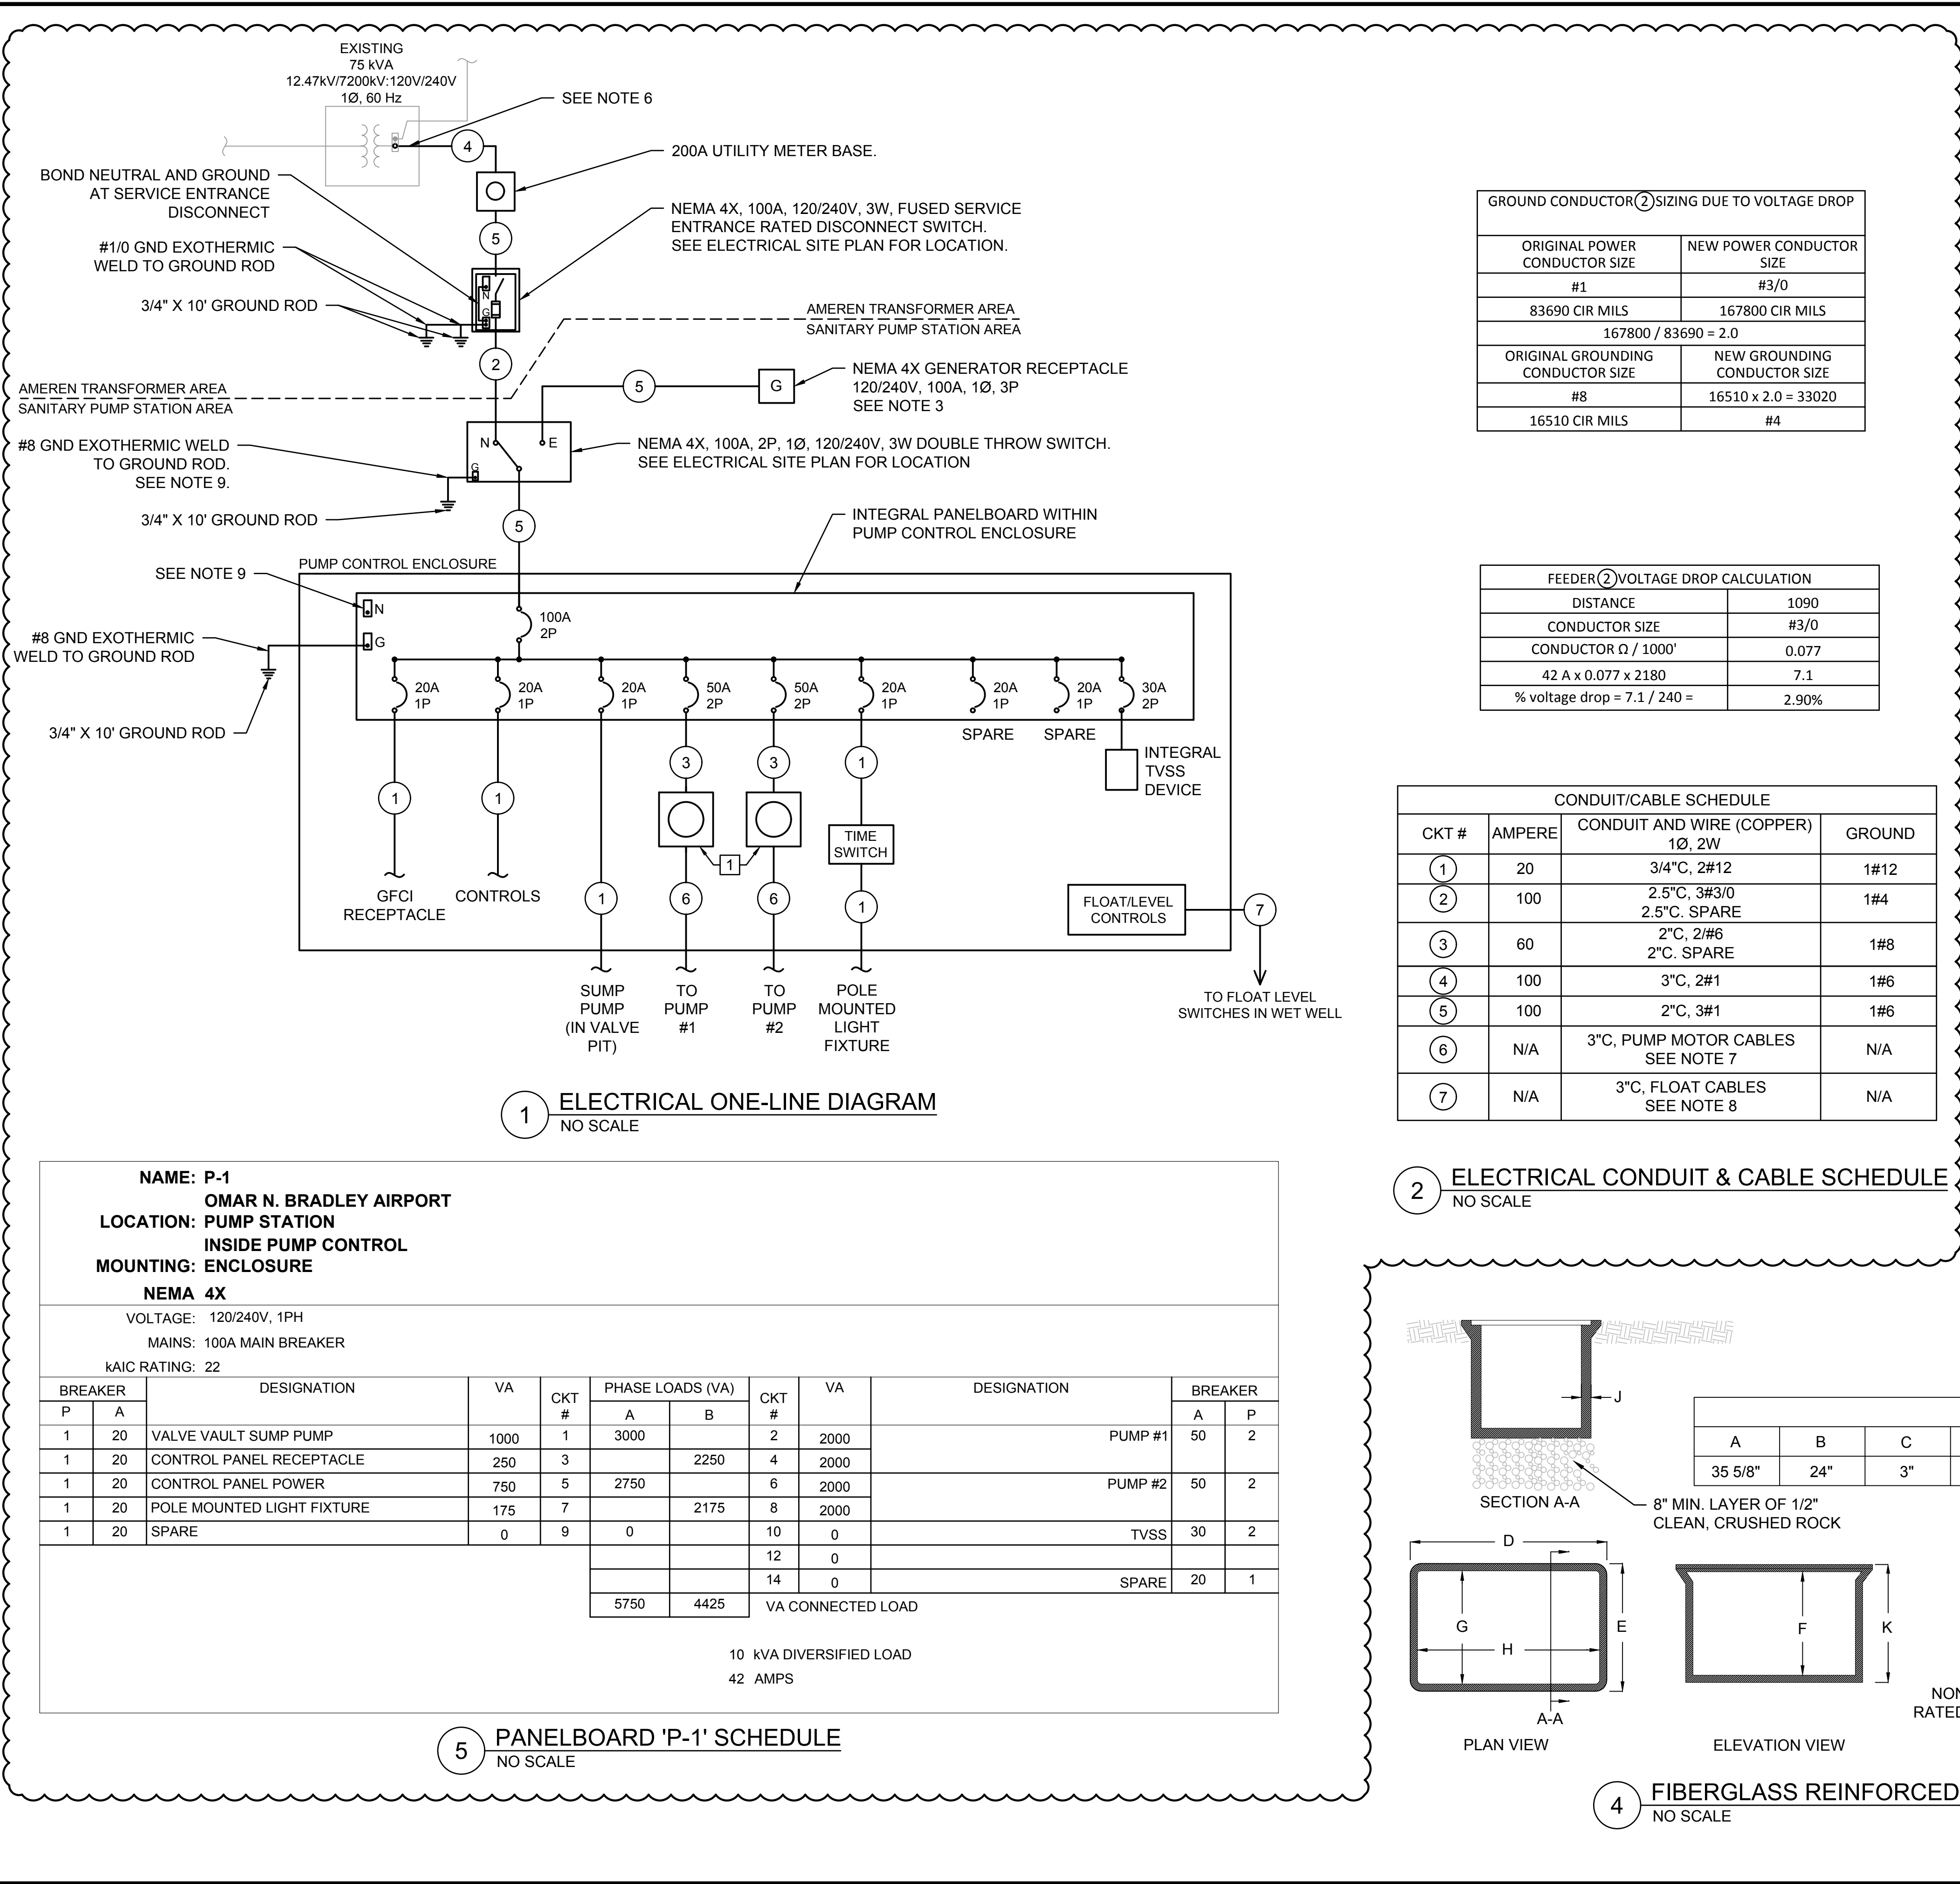 EXISTING
75 kVA
12.47kV/7200kV:120V/240V
1Ø, 60 Hz
SEE NOTE 6
4
200A UTILITY METER BASE.
BOND NEUTRAL AND GROUND
AT SERVICE ENTRANCE
DISCONNECT
NEMA 4X, 100A, 120/240V, 3W, FUSED SERVICE
ENTRANCE RATED DISCONNECT SWITCH.
SEE ELECTRICAL SITE PLAN FOR LOCATION.
5
#1/0 GND EXOTHERMIC
WELD TO GROUND ROD
N
G
3/4" X 10' GROUND ROD
AMEREN TRANSFORMER AREA
SANITARY PUMP STATION AREA
2
AMEREN TRANSFORMER AREA
SANITARY PUMP STATION AREA
5
G
NEMA 4X GENERATOR RECEPTACLE
120/240V, 100A, 1Ø, 3P
SEE NOTE 3
N
E
G
NEMA 4X, 100A, 2P, 1Ø, 120/240V, 3W DOUBLE THROW SWITCH.
SEE ELECTRICAL SITE PLAN FOR LOCATION
#8 GND EXOTHERMIC WELD
TO GROUND ROD.
SEE NOTE 9.
3/4" X 10' GROUND ROD
5
INTEGRAL PANELBOARD WITHIN
PUMP CONTROL ENCLOSURE
PUMP CONTROL ENCLOSURE
SEE NOTE 9
N
G
100A
2P
#8 GND EXOTHERMIC
WELD TO GROUND ROD
3/4" X 10' GROUND ROD
20A 20A 20A 50A 50A 20A 20A 20A 30A
1P 1P 1P 2P 2P 1P 1P 1P 2P
SPARE SPARE
INTEGRAL
TVSS
DEVICE
3 3 1
1 1
TIME
SWITCH
1
GFCI
RECEPTACLE
CONTROLS
1 6 6 1
FLOAT/LEVEL
CONTROLS
7
TO FLOAT LEVEL
SWITCHES IN WET WELL
SUMP
PUMP
(IN VALVE
PIT)
TO
PUMP
#1
TO
PUMP
#2
POLE
MOUNTED
LIGHT
FIXTURE
1 ELECTRICAL ONE-LINE DIAGRAM
NO SCALE
GROUND CONDUCTOR 2 SIZING DUE TO VOLTAGE DROP
ORIGINAL POWER
CONDUCTOR SIZE
NEW POWER CONDUCTOR
SIZE
#1 #3/0
83690 CIR MILS 167800 CIR MILS
167800 / 83690 = 2.0
ORIGINAL GROUNDING
CONDUCTOR SIZE
NEW GROUNDING
CONDUCTOR SIZE
#8 16510 x 2.0 = 33020
16510 CIR MILS #4
FEEDER 2 VOLTAGE DROP CALCULATION
DISTANCE 1090
CONDUCTOR SIZE #3/0
CONDUCTOR Ω / 1000' 0.077
42 A x 0.077 x 2180 7.1
% voltage drop = 7.1 / 240 = 2.90%
CONDUIT/CABLE SCHEDULE
CKT # AMPERE CONDUIT AND WIRE (COPPER)
1Ø, 2W GROUND
1 20 3/4"C, 2#12 1#12
2 100 2.5"C, 3#3/0
2.5"C. SPARE 1#4
3 60 2"C, 2/#6
2"C. SPARE 1#8
4 100 3"C, 2#1 1#6
5 100 2"C, 3#1 1#6
6 N/A 3"C, PUMP MOTOR CABLES
SEE NOTE 7 N/A
7 N/A 3"C, FLOAT CABLES
SEE NOTE 8 N/A
2 ELECTRICAL CONDUIT & CABLE SCHEDULE
NO SCALE
NAME: P-1
OMAR N. BRADLEY AIRPORT
LOCATION: PUMP STATION
INSIDE PUMP CONTROL
MOUNTING: ENCLOSURE
NEMA 4X
VOLTAGE: 120/240V, 1PH
MAINS: 100A MAIN BREAKER
kAIC RATING: 22
BREAKER DESIGNATION VA CKT # PHASE LOADS (VA) CKT # VA DESIGNATION BREAKER
P A A B A P
1 20 VALVE VAULT SUMP PUMP 1000 1 3000 2 2000 PUMP #1 50 2
1 20 CONTROL PANEL RECEPTACLE 250 3 2250 4 2000
1 20 CONTROL PANEL POWER 750 5 2750 6 2000 PUMP #2 50 2
1 20 POLE MOUNTED LIGHT FIXTURE 175 7 2175 8 2000
1 20 SPARE 0 9 0 10 0 TVSS 30 2
12 0
14 0 SPARE 20 1
5750 4425 VA CONNECTED LOAD
10 kVA DIVERSIFIED LOAD
42 AMPS
5 PANELBOARD 'P-1' SCHEDULE
NO SCALE
J
SECTION A-A
8" MIN. LAYER OF 1/2"
CLEAN, CRUSHED ROCK
A B C
35 5/8" 24" 3"
D
G
H
E
A-A
PLAN VIEW
F
K
ELEVATION VIEW
NON
RATED
4 FIBERGLASS REINFORCED
NO SCALE